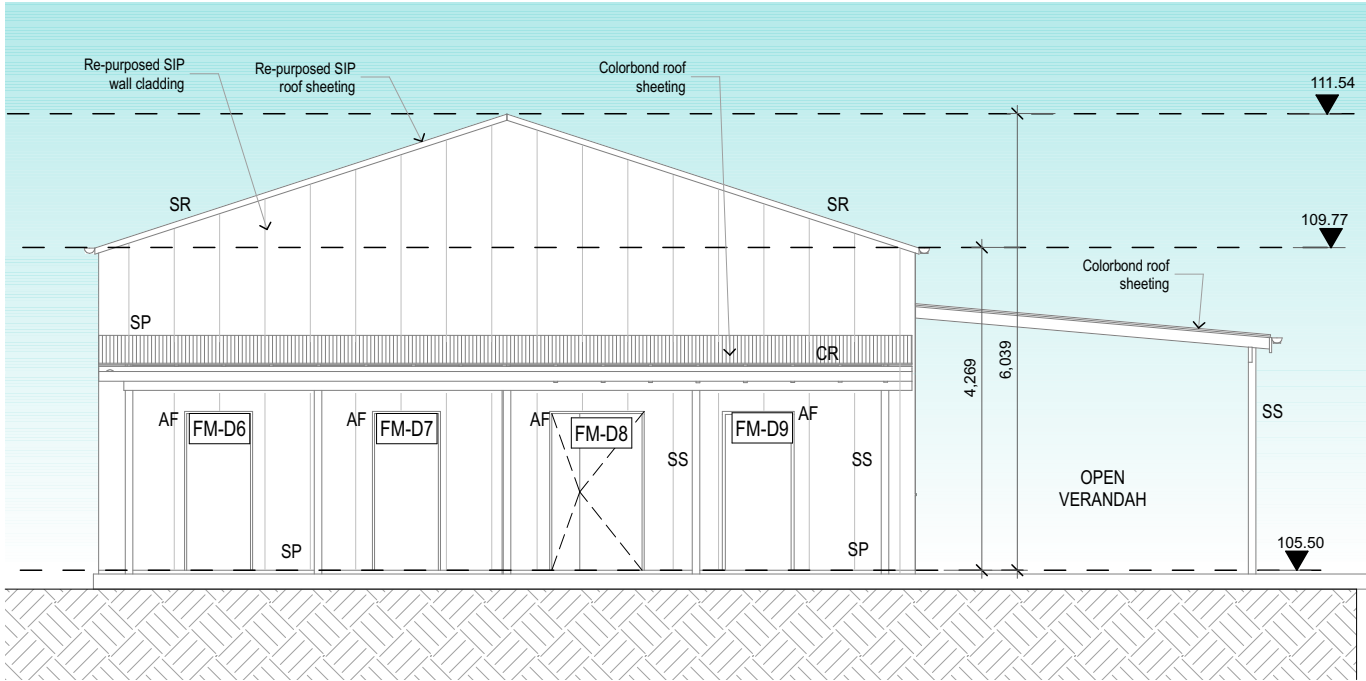 Re-purposed SIP
wall cladding
Re-purposed SIP
roof sheeting
Colorbond roof
sheeting
111.54
SR
SR
109.77
Colorbond roof
sheeting
SP
CR
4,269
6,039
AF
FM-D6
AF
FM-D7
AF
FM-D8
FM-D9
AF
SS
SS
SS
OPEN
VERANDAH
SP
SP
105.50